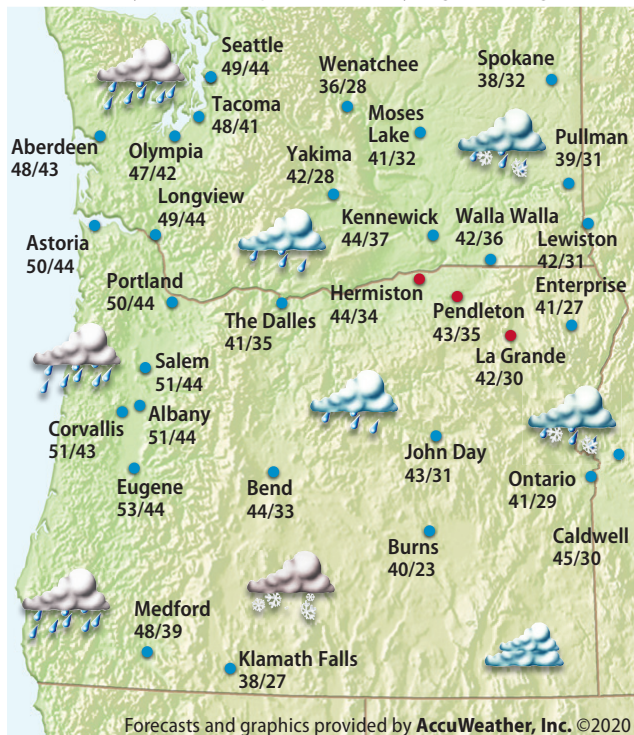 Seattle
49/44
Wenatchee
36/28
Spokane
38/32
Tacoma
48/41
Moses
Lake
41/32
Aberdeen
48/43
Olympia
47/42
Yakima
42/28
Pullman
39/31
Longview
49/44
Kennewick
44/37
Walla Walla
42/36
Lewiston
42/31
Astoria
50/44
Portland
50/44
The Dalles
41/35
Hermiston
44/34
Pendleton
43/35
Enterprise
41/27
La Grande
42/30
Salem
51/44
Albany
51/44
Corvallis
51/43
John Day
43/31
Eugene
53/44
Bend
44/33
Ontario
41/29
Burns
40/23
Caldwell
45/30
Medford
48/39
Klamath Falls
38/27
Forecasts and graphics provided by AccuWeather, Inc. ©2020